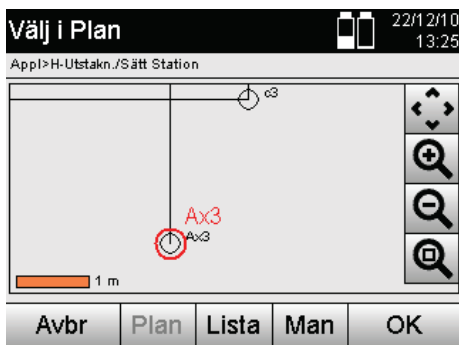 Välj i Plan
22/12/10
13:25
Appl>H-Utstakn./Sätt Station
c3
Ax3
Ax3
1 m
Avbr Plan Lista Man OK